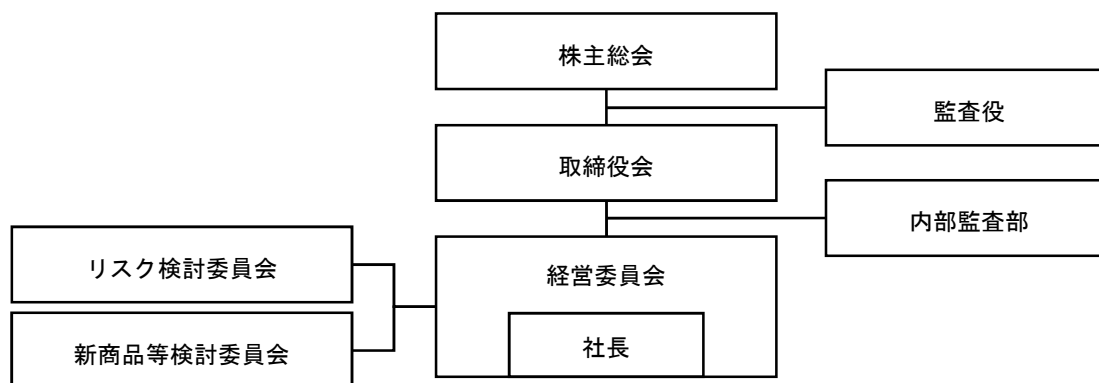 株主総会
監査役
取締役会
内部監査部
リスク検討委員会
経営委員会
新商品等検討委員会
社長